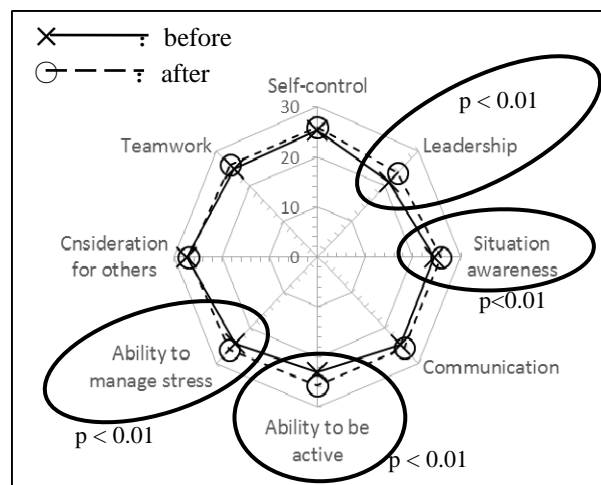 before
after
Self-control
30
20
10
0
p < 0.01
Leadership
Teamwork
Situation
awareness
p<0.01
Cnsideration
for others
Communication
Ability to
manage stress
p < 0.01
Ability to be
active
p < 0.01